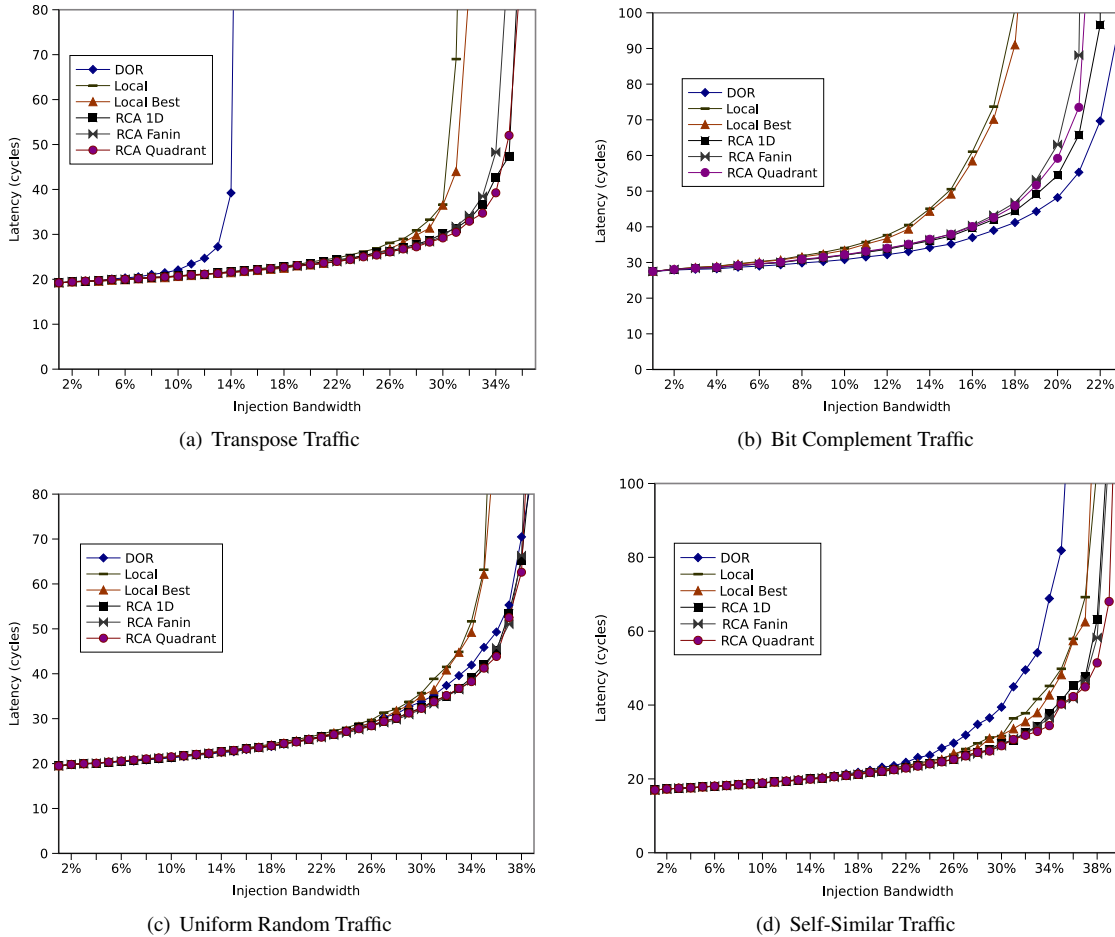 80
70
60
50
40
30
20
10
0
Latency (cycles)
DOR
Local
Local Best
RCA 1D
RCA Fanin
RCA Quadrant
2% 6% 10% 14% 18% 22% 26% 30% 34%
Injection Bandwidth
(a) Transpose Traffic
100
90
80
70
60
50
40
30
20
10
0
Latency (cycles)
DOR
Local
Local Best
RCA 1D
RCA Fanin
RCA Quadrant
2% 4% 6% 8% 10% 12% 14% 16% 18% 20% 22%
Injection Bandwidth
(b) Bit Complement Traffic
80
70
60
50
40
30
20
10
0
Latency (cycles)
DOR
Local
Local Best
RCA 1D
RCA Fanin
RCA Quadrant
2% 6% 10% 14% 18% 22% 26% 30% 34% 38%
Injection Bandwidth
(c) Uniform Random Traffic
100
80
60
40
20
0
Latency (cycles)
DOR
Local
Local Best
RCA 1D
RCA Fanin
RCA Quadrant
2% 6% 10% 14% 18% 22% 26% 30% 34% 38%
Injection Bandwidth
(d) Self-Similar Traffic